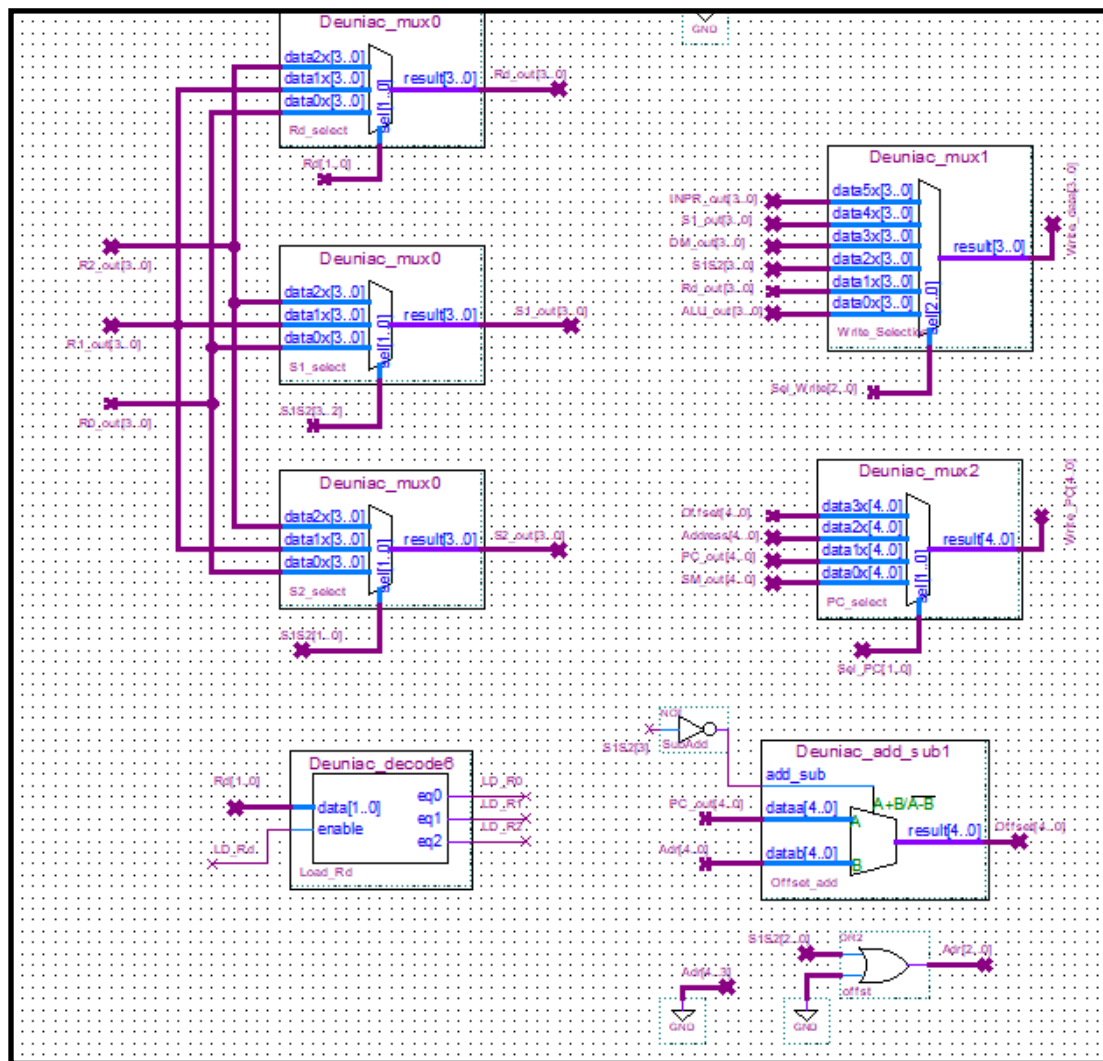 Deuniac_mux0
data2x[3..0]
data1x[3..0]
data0x[3..0]
result[3..0]
sel[1..0]
Rd_select
Rd_out[3..0]
Rd[1..0]
GND
R2_out[3..0]
R1_out[3..0]
R0_out[3..0]
Deuniac_mux0
data2x[3..0]
data1x[3..0]
data0x[3..0]
result[3..0]
sel[1..0]
S1_select
S1_out[3..0]
S1S2[3..2]
Deuniac_mux0
data2x[3..0]
data1x[3..0]
data0x[3..0]
result[3..0]
sel[1..0]
S2_select
S2_out[3..0]
S1S2[1..0]
Deuniac_mux1
INPR_out[3..0]
S1_out[3..0]
DM_out[3..0]
S1S2[3..0]
Rd_out[3..0]
ALU_out[3..0]
data5x[3..0]
data4x[3..0]
data3x[3..0]
data2x[3..0]
data1x[3..0]
data0x[3..0]
result[3..0]
sel[2..0]
Write_Selection
Write_data[3..0]
Sel_Write[2..0]
Deuniac_mux2
Offset[4..0]
Address[4..0]
PC_out[4..0]
SM_out[4..0]
data3x[4..0]
data2x[4..0]
data1x[4..0]
data0x[4..0]
result[4..0]
sel[1..0]
PC_select
Write_PC[4..0]
Sel_PC[1..0]
Deuniac_decode6
Rd[1..0]
data[1..0]
enable
LD_Rd
eq0
eq1
eq2
LD_R0
LD_R1
LD_R2
Load_Rd
NOT
S1S2[3]
SubAdd
Deuniac_add_sub1
add_sub
A+B/A-B
PC_out[4..0]
dataa[4..0]
A
result[4..0]
Offset[4..0]
Adr[4..0]
datab[4..0]
B
Offset_add
S1S2[2..0]
OR2
Adr[2..0]
offst
Adr[4..3]
GND
GND